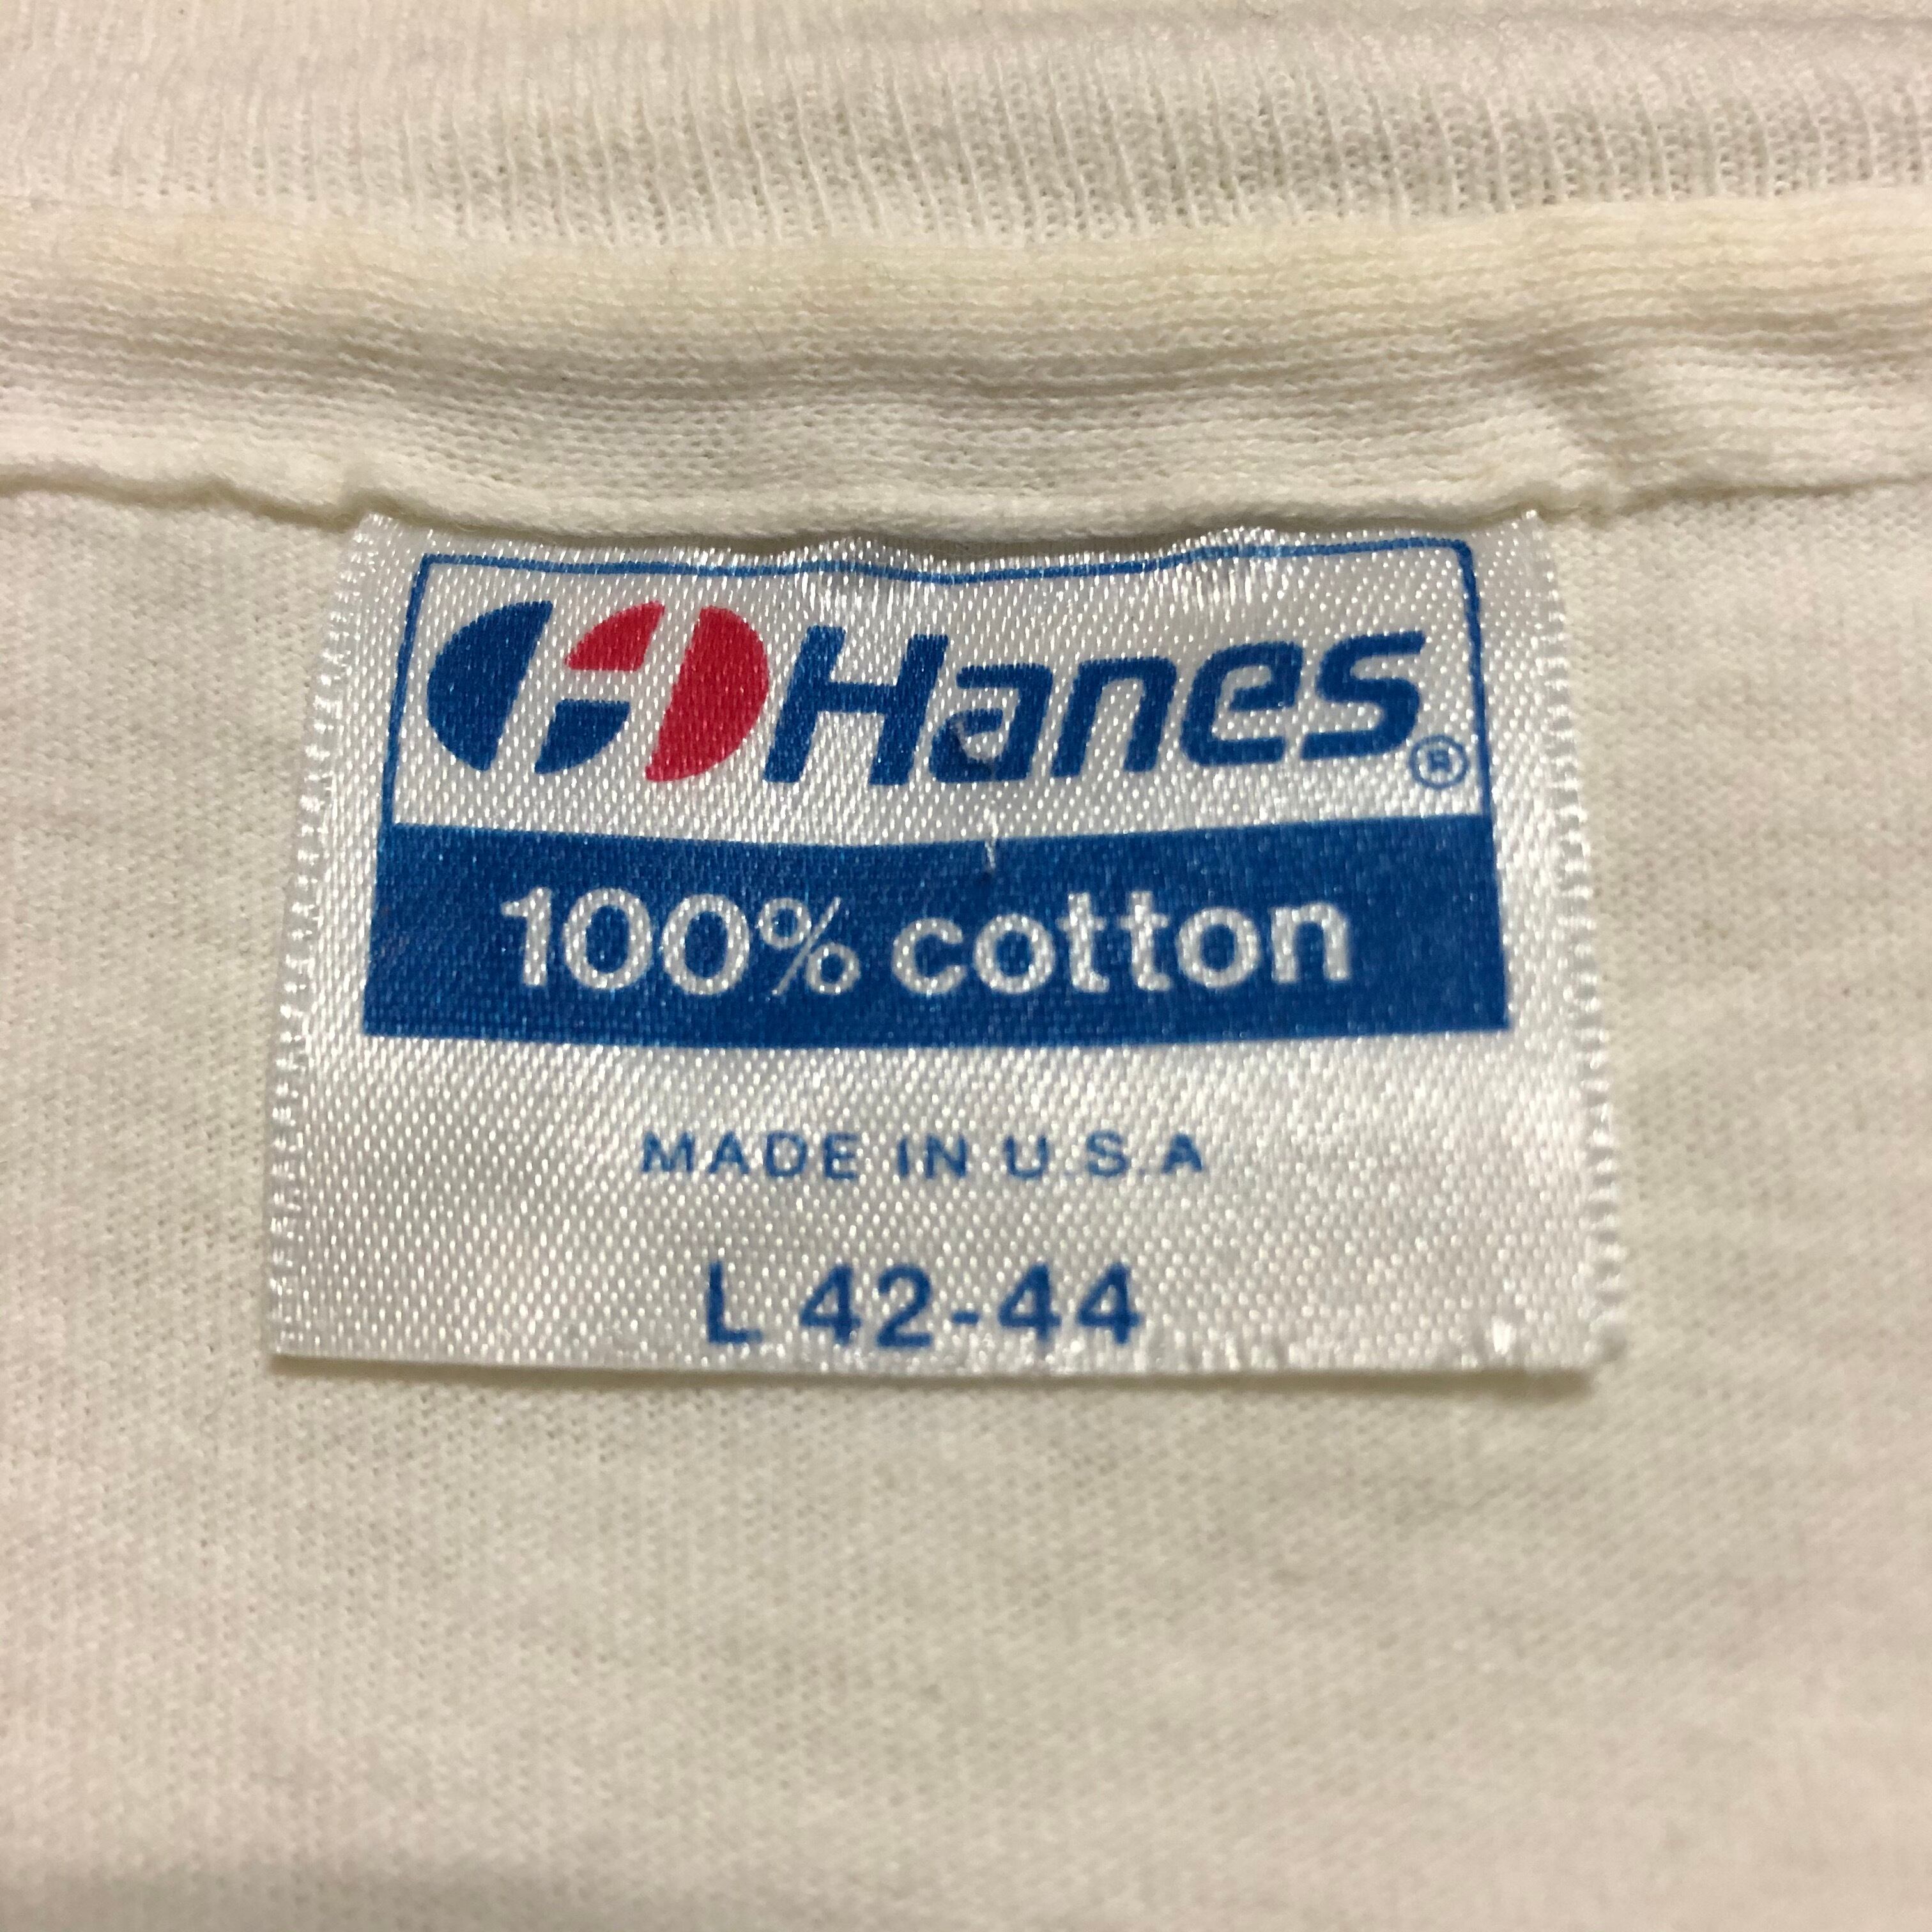 Hanes®
100% cotton
MADE IN U.S.A
L 42-44